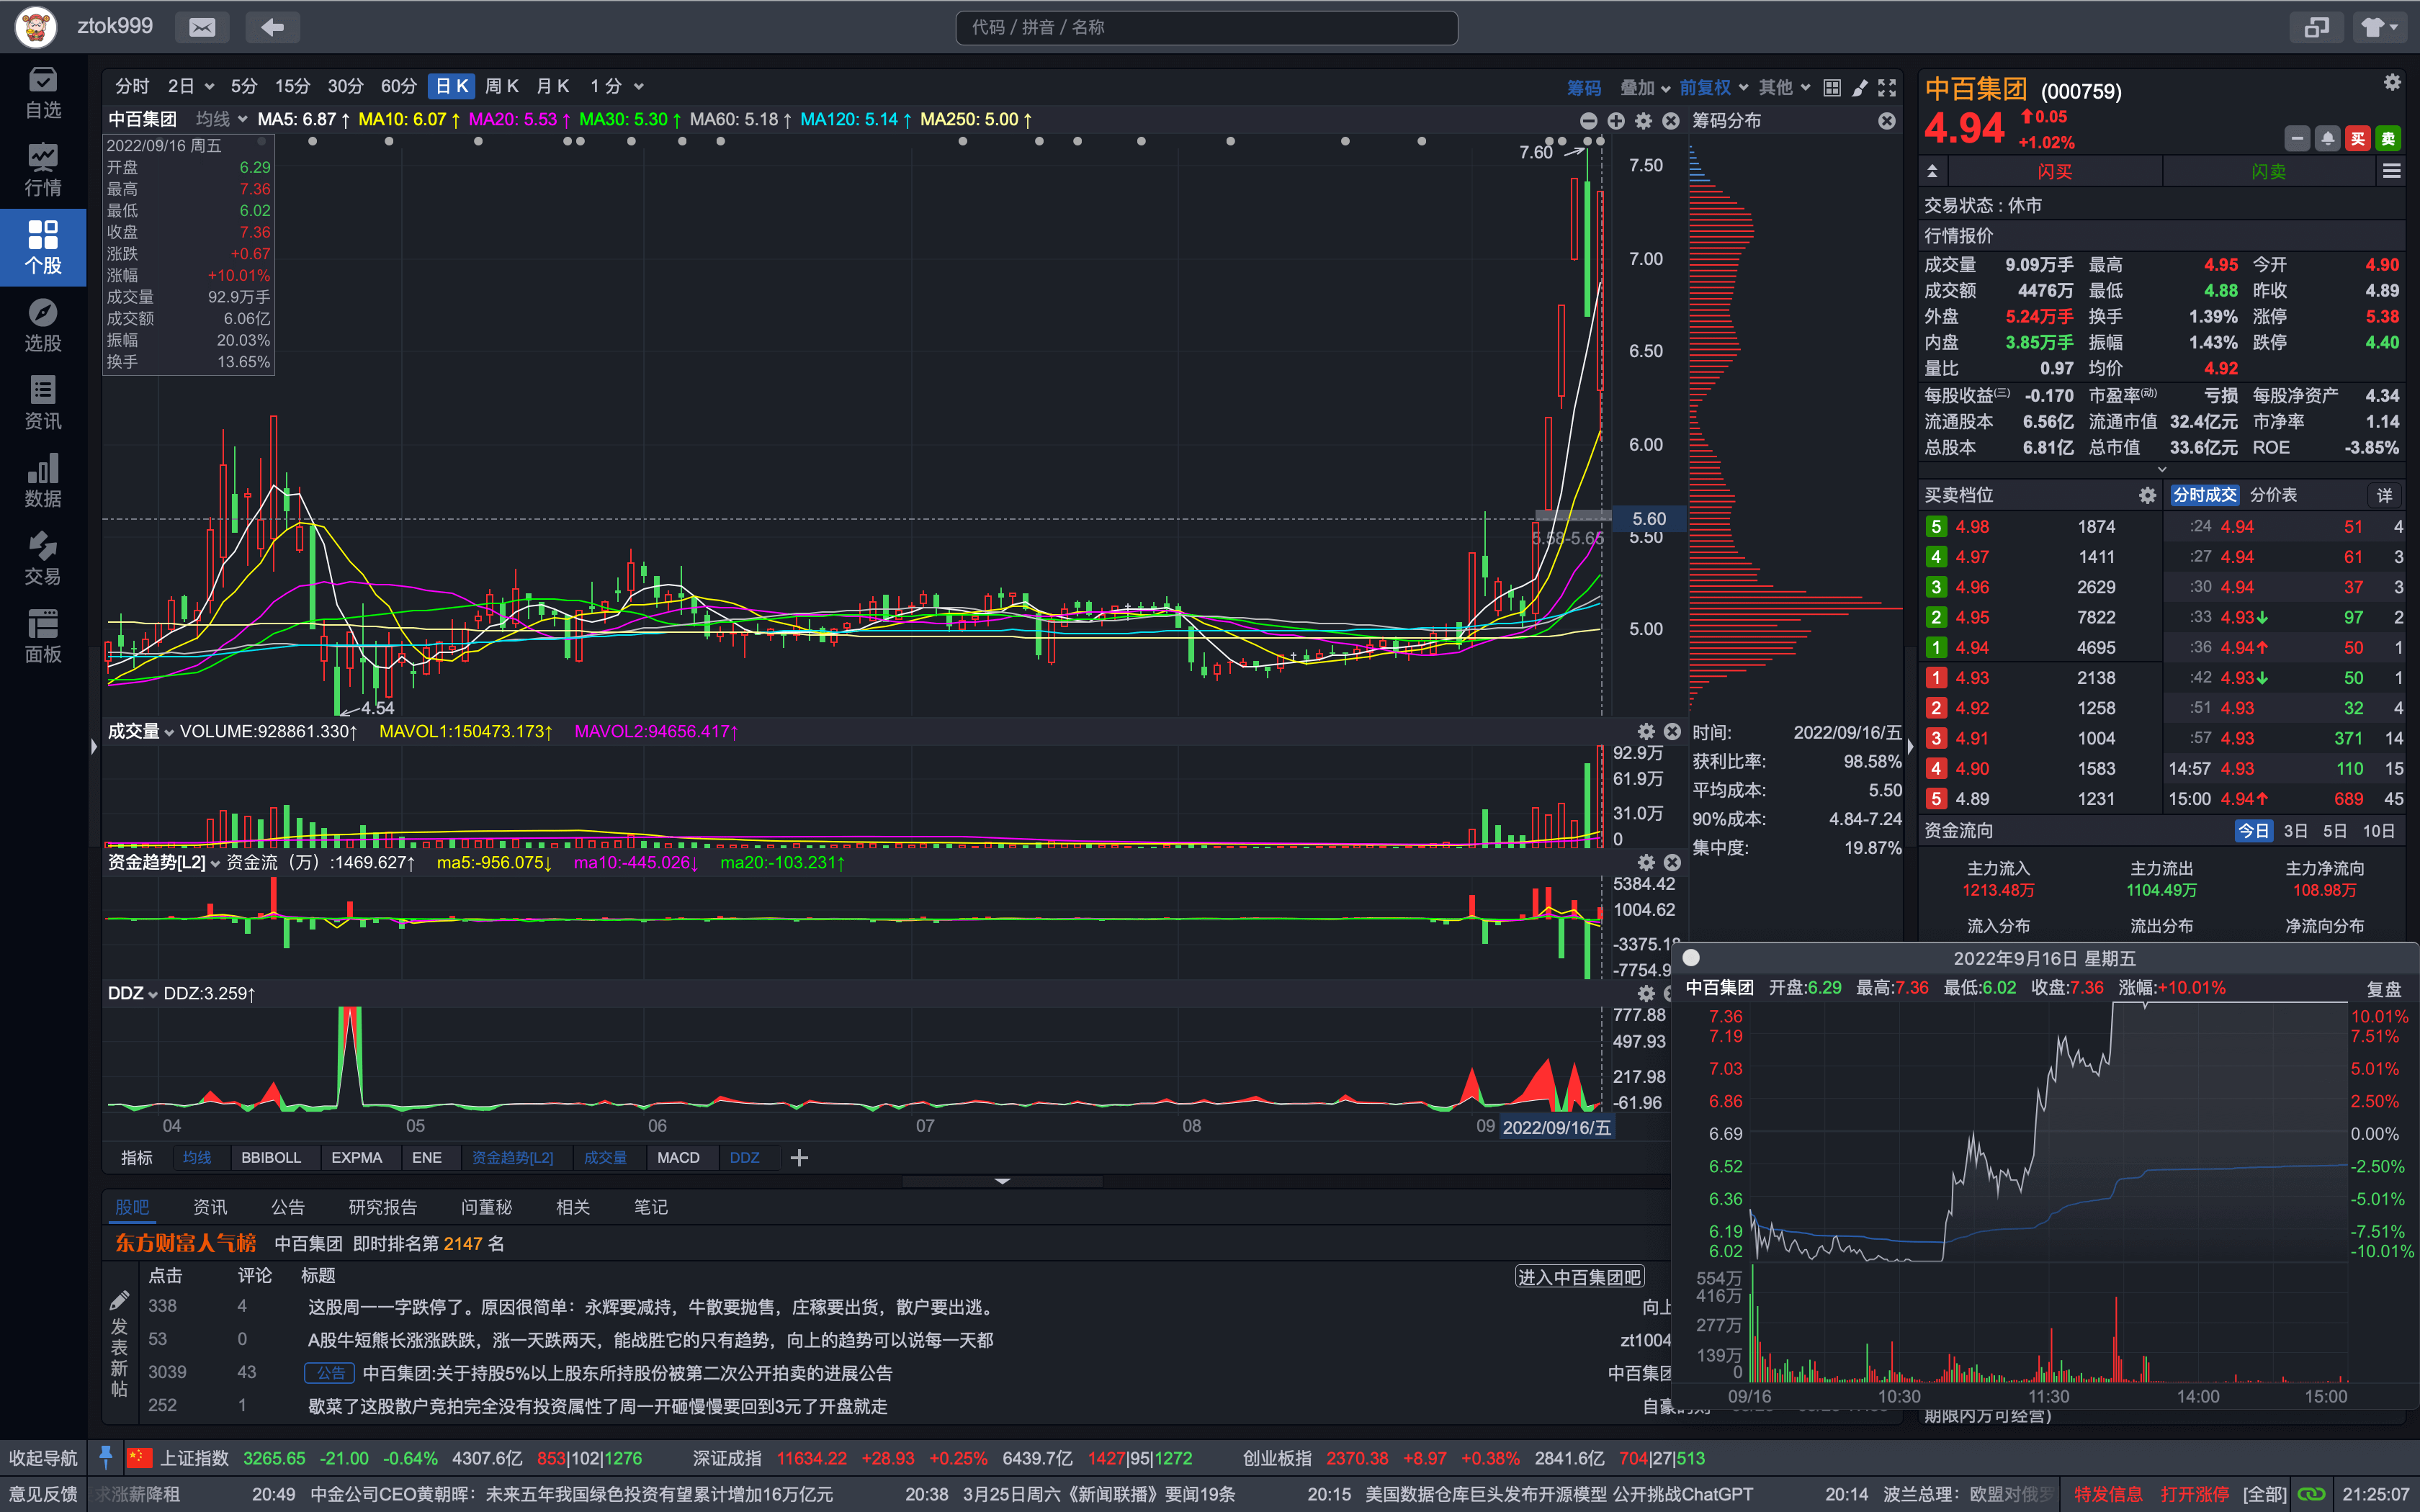 ztok999
代码 / 拼音 / 名称
自选
行情
个股
选股
资讯
数据
交易
面板
分时 2日 5分 15分 30分 60分 日K 周K 月K 1分
筹码 叠加 前复权 其他
中百集团 均线 MA5: 6.87↑ MA10: 6.07↑ MA20: 5.53↑ MA30: 5.30↑ MA60: 5.18↑ MA120: 5.14↑ MA250: 5.00↑
筹码分布
2022/09/16 周五
开盘 6.29
最高 7.36
最低 6.02
收盘 7.36
涨跌 +0.67
涨幅 +10.01%
成交量 92.9万手
成交额 6.06亿
振幅 20.03%
换手 13.65%
7.60
7.50
7.00
6.50
6.00
5.60
5.50
5.58-5.65
5.00
4.54
成交量 VOLUME:928861.330↑ MAVOL1:150473.173↑ MAVOL2:94656.417↑
92.9万
61.9万
31.0万
0
资金趋势[L2] 资金流（万）:1469.627↑ ma5:-956.075↓ ma10:-445.026↓ ma20:-103.231↑
5384.42
1004.62
-3375.18
-7754.9
DDZ DDZ:3.259↑
777.88
497.93
217.98
-61.96
04 05 06 07 08 09 2022/09/16/五
指标 均线 BBIBOLL EXPMA ENE 资金趋势[L2] 成交量 MACD DDZ
时间: 2022/09/16/五
获利比率: 98.58%
平均成本: 5.50
90%成本: 4.84-7.24
集中度: 19.87%
股吧 资讯 公告 研究报告 问董秘 相关 笔记
东方财富人气榜 中百集团 即时排名第 2147 名
点击 评论 标题
进入中百集团吧
发表新帖
338 4 这股周一一字跌停了。原因很简单：永辉要减持，牛散要抛售，庄稼要出货，散户要出逃。 向上
53 0 A股牛短熊长涨涨跌跌，涨一天跌两天，能战胜它的只有趋势，向上的趋势可以说每一天都 zt1004
3039 43 公告 中百集团:关于持股5%以上股东所持股份被第二次公开拍卖的进展公告 中百集团
252 1 歇菜了这股散户竞拍完全没有投资属性了周一开砸慢慢要回到3元了开盘就走
中百集团 (000759)
4.94 0.05
+1.02%
买 卖
闪买 闪卖
交易状态 : 休市
行情报价
成交量 9.09万手 最高 4.95 今开 4.90
成交额 4476万 最低 4.88 昨收 4.89
外盘 5.24万手 换手 1.39% 涨停 5.38
内盘 3.85万手 振幅 1.43% 跌停 4.40
量比 0.97 均价 4.92
每股收益(三) -0.170 市盈率(动) 亏损 每股净资产 4.34
流通股本 6.56亿 流通市值 32.4亿元 市净率 1.14
总股本 6.81亿 总市值 33.6亿元 ROE -3.85%
买卖档位 分时成交 分价表 详
5 4.98 1874 :24 4.94 51 4
4 4.97 1411 :27 4.94 61 3
3 4.96 2629 :30 4.94 37 3
2 4.95 7822 :33 4.93↓ 97 2
1 4.94 4695 :36 4.94↑ 50 1
1 4.93 2138 :42 4.93↓ 50 1
2 4.92 1258 :51 4.93 32 4
3 4.91 1004 :57 4.93 371 14
4 4.90 1583 14:57 4.93 110 15
5 4.89 1231 15:00 4.94↑ 689 45
资金流向 今日 3日 5日 10日
主力流入 主力流出 主力净流向
1213.48万 1104.49万 108.98万
流入分布 流出分布 净流向分布
2022年9月16日 星期五
中百集团 开盘:6.29 最高:7.36 最低:6.02 收盘:7.36 涨幅:+10.01% 复盘
7.36 10.01%
7.19 7.51%
7.03 5.01%
6.86 2.50%
6.69 0.00%
6.52 -2.50%
6.36 -5.01%
6.19 -7.51%
6.02 -10.01%
554万
416万
277万
139万
0
09/16 10:30 11:30 14:00 15:00
期限内方可经营)
收起导航 上证指数 3265.65 -21.00 -0.64% 4307.6亿 853|102|1276 深证成指 11634.22 +28.93 +0.25% 6439.7亿 1427|95|1272 创业板指 2370.38 +8.97 +0.38% 2841.6亿 704|27|513
意见反馈 求涨薪降租 20:49 中金公司CEO黄朝晖：未来五年我国绿色投资有望累计增加16万亿元 20:38 3月25日周六《新闻联播》要闻19条 20:15 美国数据仓库巨头发布开源模型 公开挑战ChatGPT 20:14 波兰总理：欧盟对俄罗 特发信息 打开涨停 [全部] 21:25:07